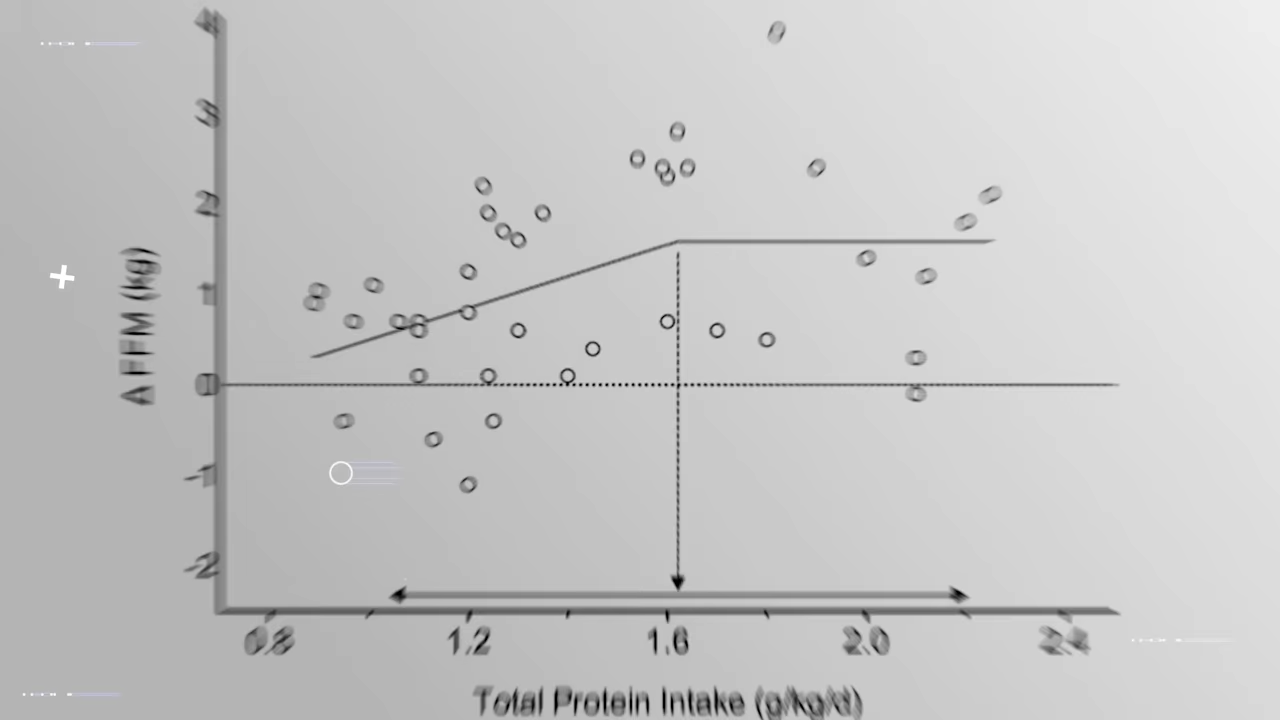 4
3
2
1
0
-1
-2
Δ FFM (kg)
0.8 1.2 1.6 2.0 2.4
Total Protein Intake (g/kg/d)